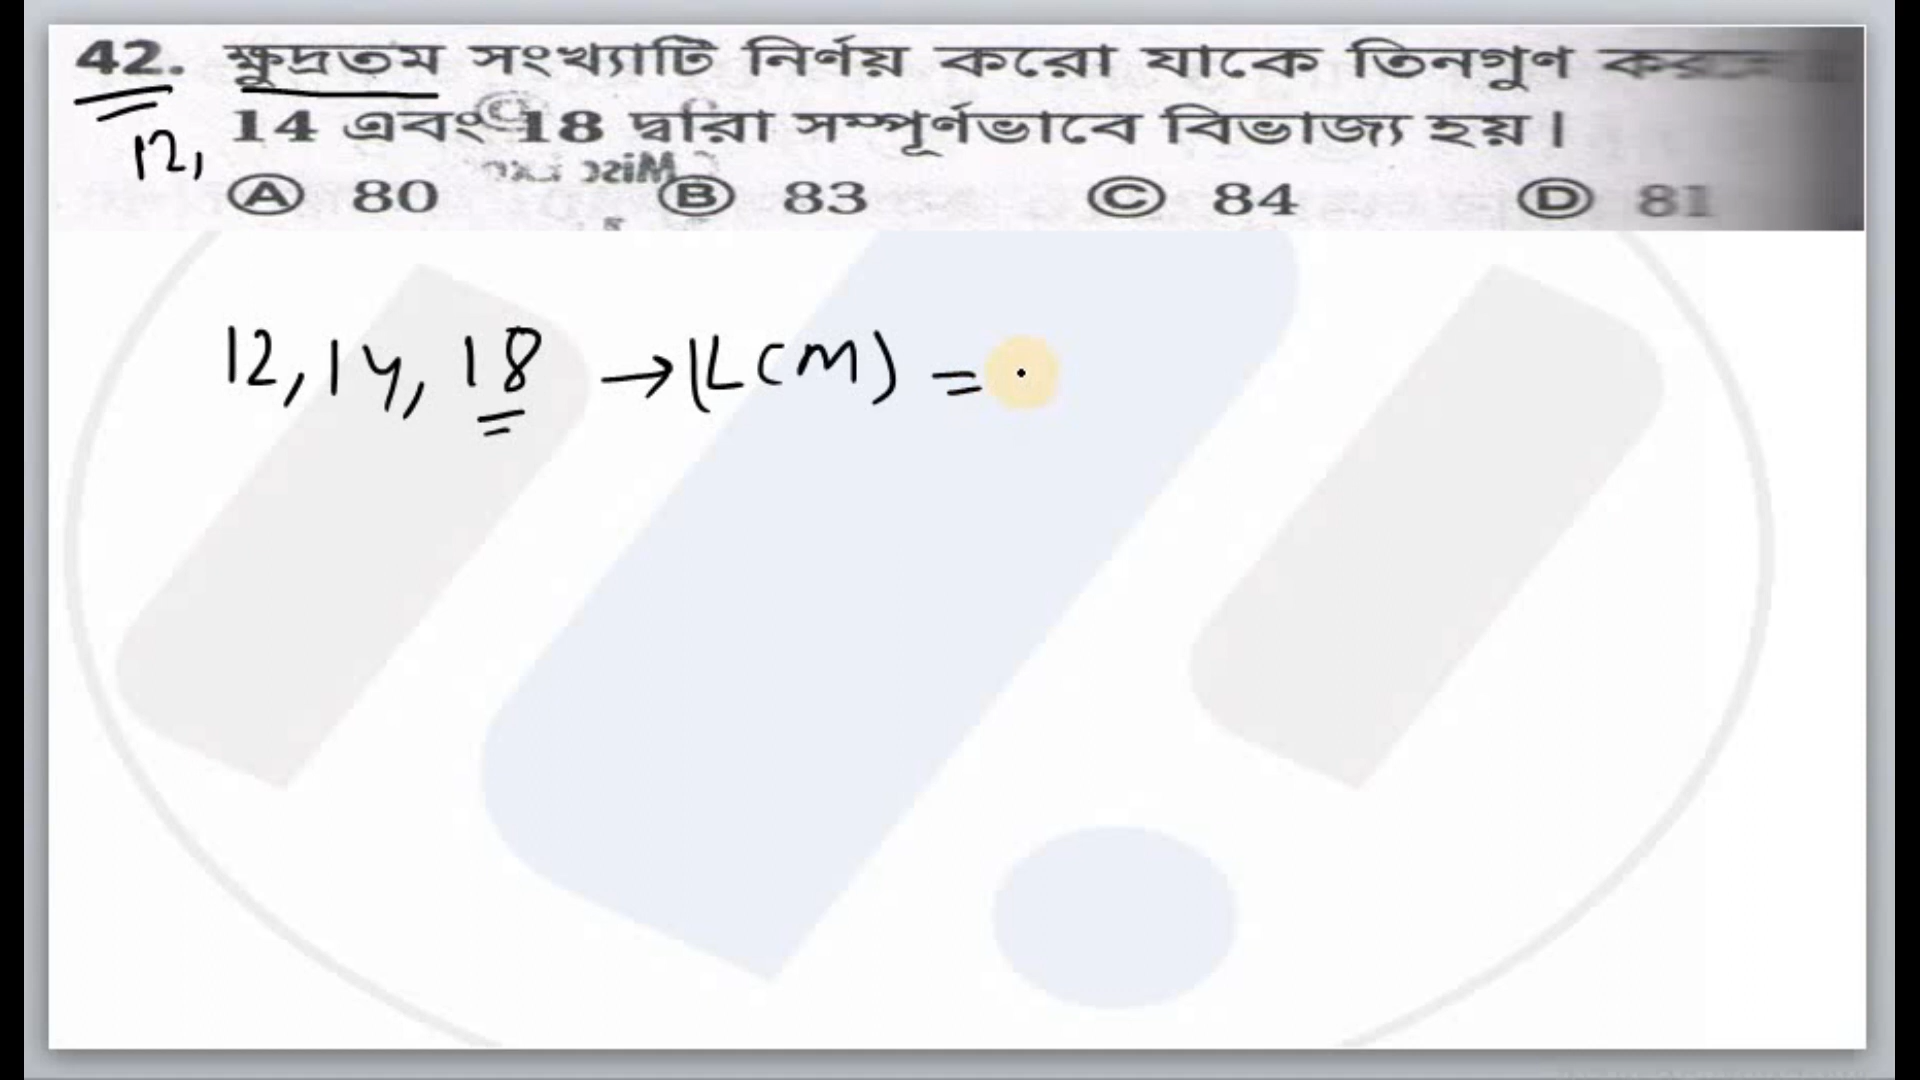 42. ক্ষুদ্রতম সংখ্যাটি নির্ণয় করো যাকে তিনগুণ
12, 14 এবং 18 দ্বারা সম্পূর্ণভাবে বিভাজ্য হয়।
A 80 B 83 C 84 D 81
12, 14, 18 → (LCM) =